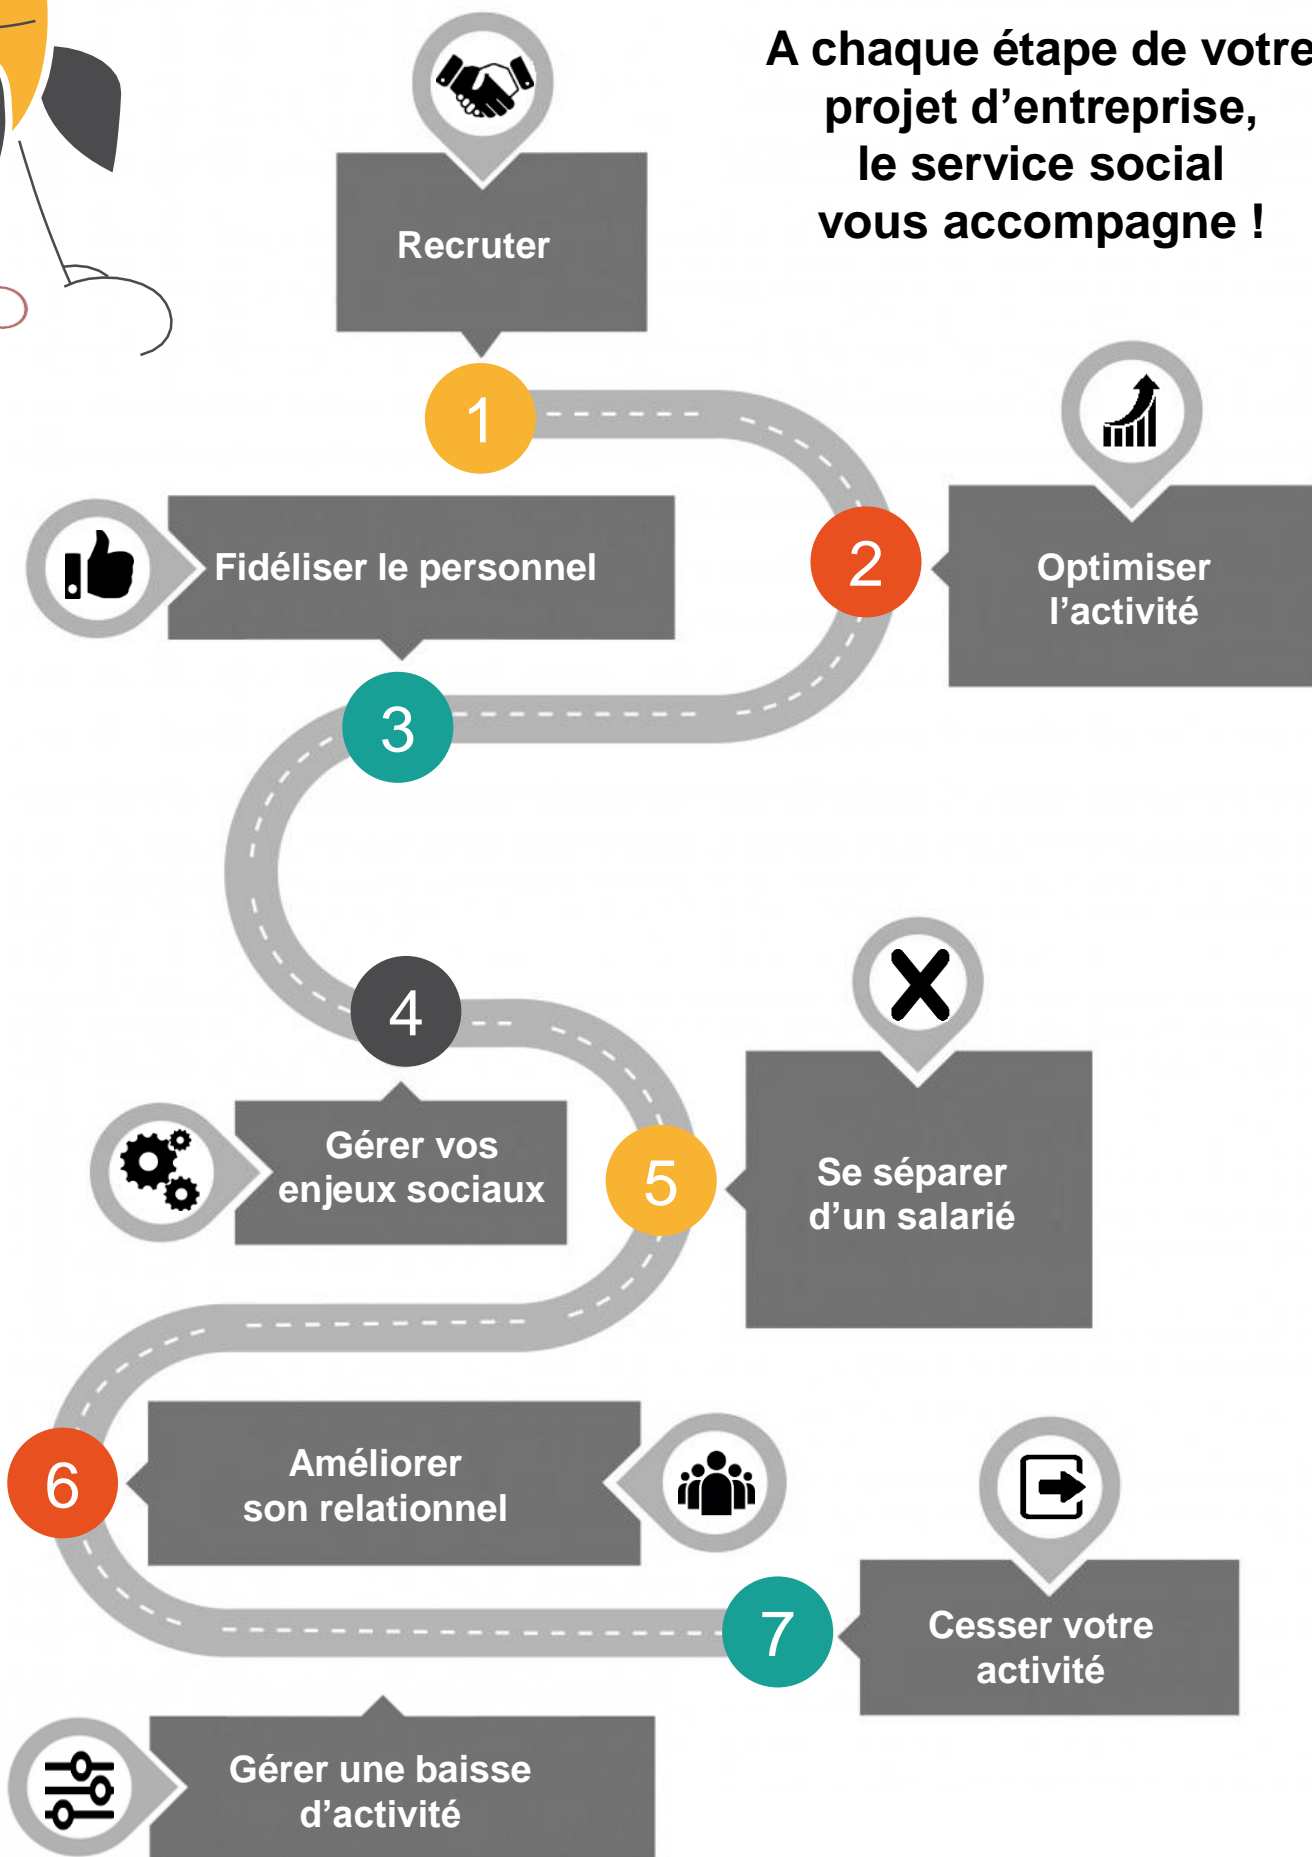 A chaque étape de votre
projet d’entreprise,
le service social
vous accompagne !
Recruter
1
2
Optimiser
l’activité
Fidéliser le personnel
3
4
Gérer vos
enjeux sociaux
5
Se séparer
d’un salarié
6
Améliorer
son relationnel
7
Cesser votre
activité
Gérer une baisse
d’activité